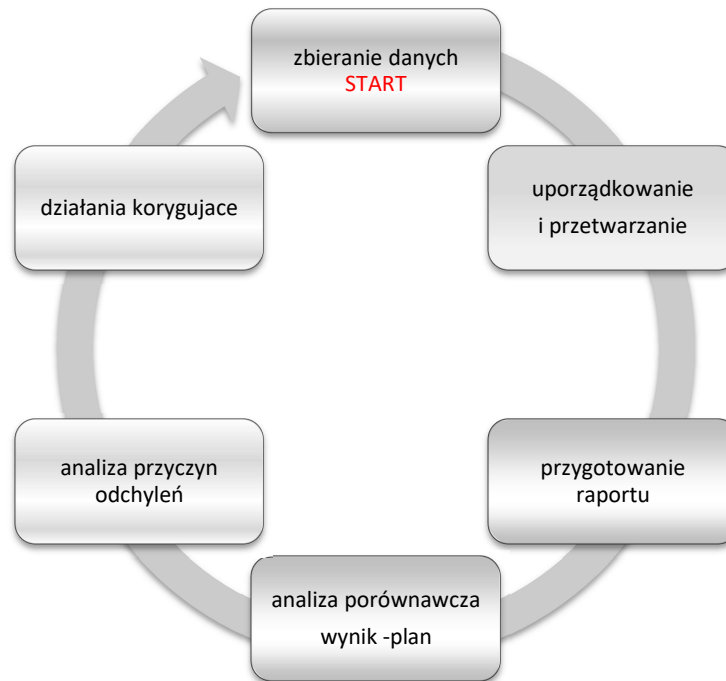 zbieranie danych
START
uporządkowanie
i przetwarzanie
przygotowanie
raportu
analiza porównawcza
wynik -plan
analiza przyczyn
odchyleń
działania korygujace